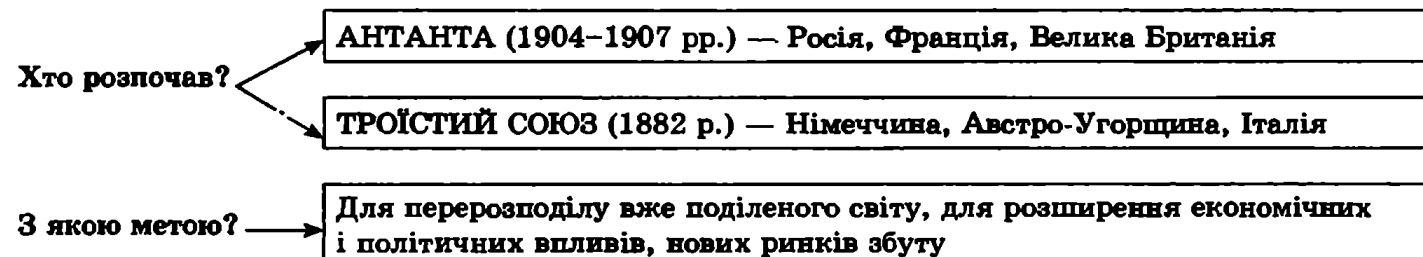 Хто розпочав?
АНТАНТА (1904–1907 рр.) — Росія, Франція, Велика Британія
ТРОЇСТИЙ СОЮЗ (1882 р.) — Німеччина, Австро-Угорщина, Італія
З якою метою?
Для перерозподілу вже поділеного світу, для розширення економічних
і політичних впливів, нових ринків збуту